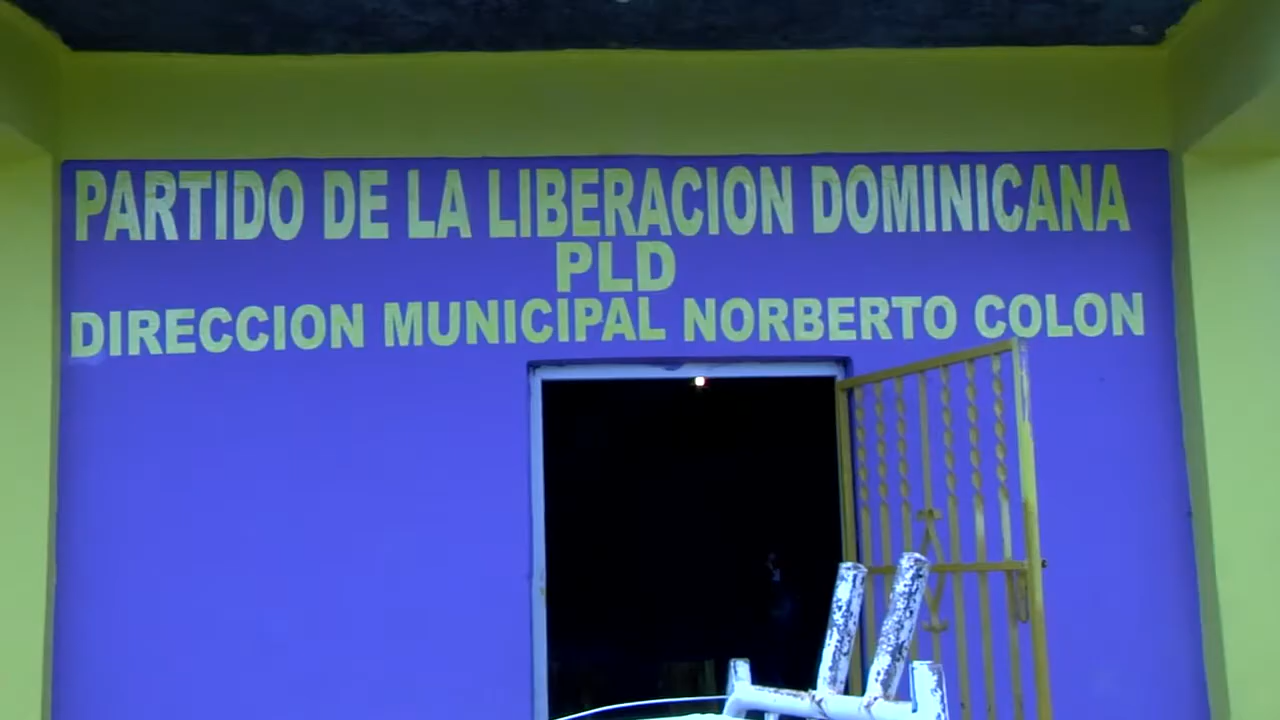 PARTIDO DE LA LIBERACION DOMINICANA
PLD
DIRECCION MUNICIPAL NORBERTO COLON